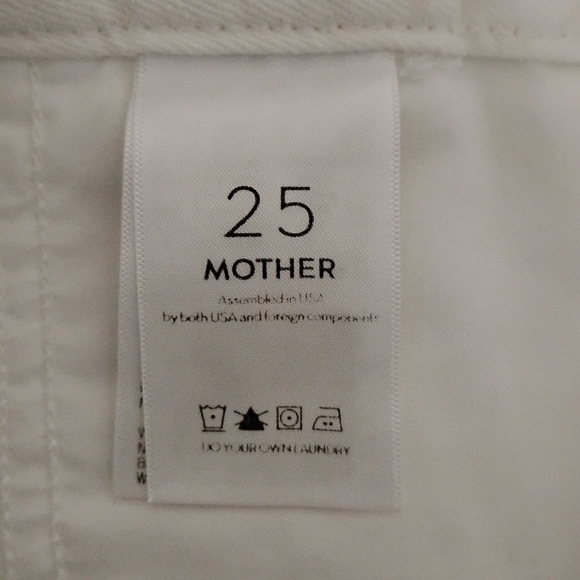 25
MOTHER
Assembled in USA
by both USA and foreign components
DO YOUR OWN LAUNDRY